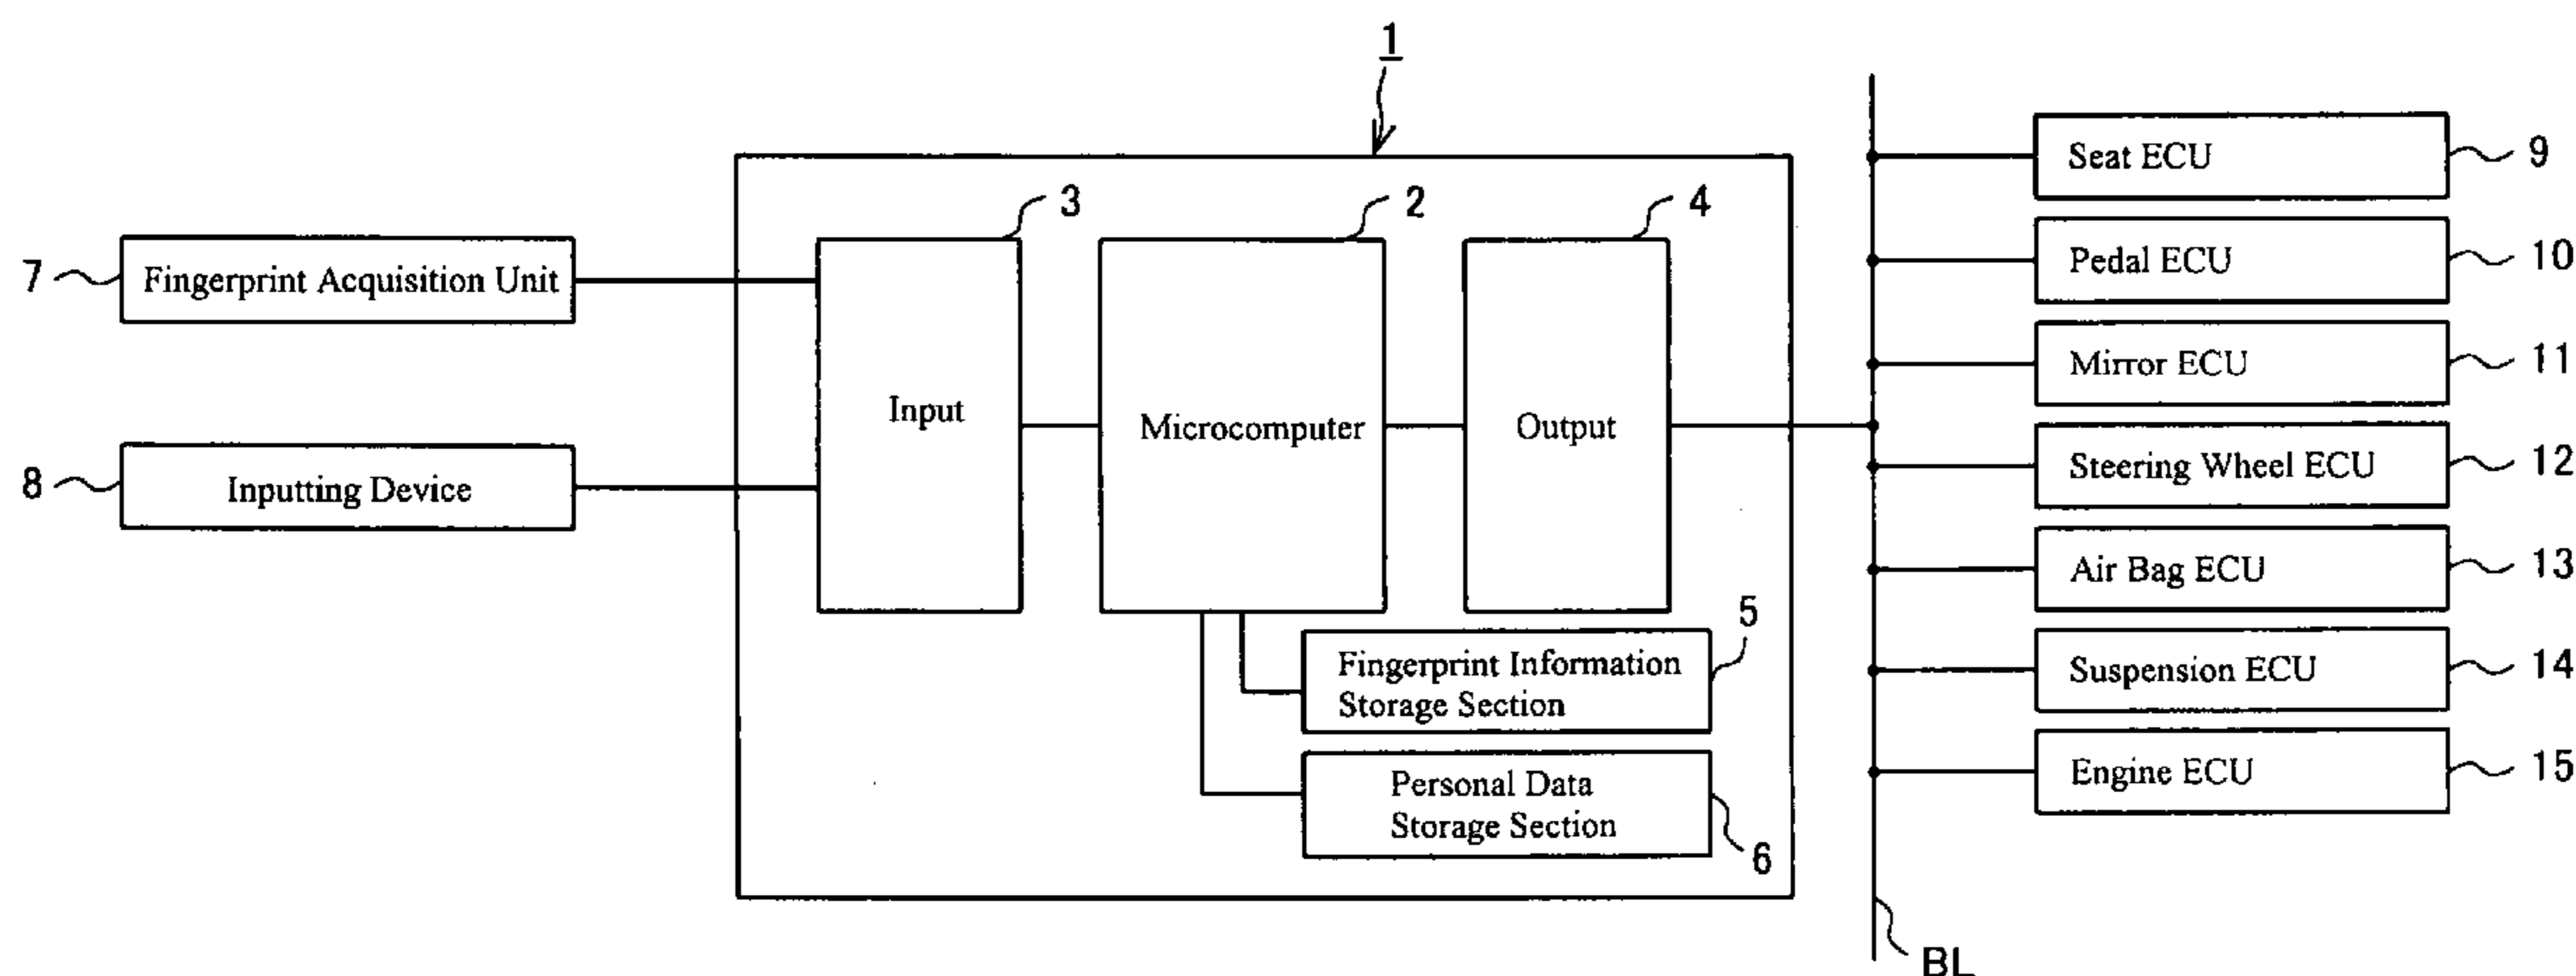 1
3
2
4
7
Fingerprint Acquisition Unit
8
Inputting Device
Input
Microcomputer
Output
5
Fingerprint Information
Storage Section
Personal Data
Storage Section
6
Seat ECU
9
Pedal ECU
10
Mirror ECU
11
Steering Wheel ECU
12
Air Bag ECU
13
Suspension ECU
14
Engine ECU
15
BL